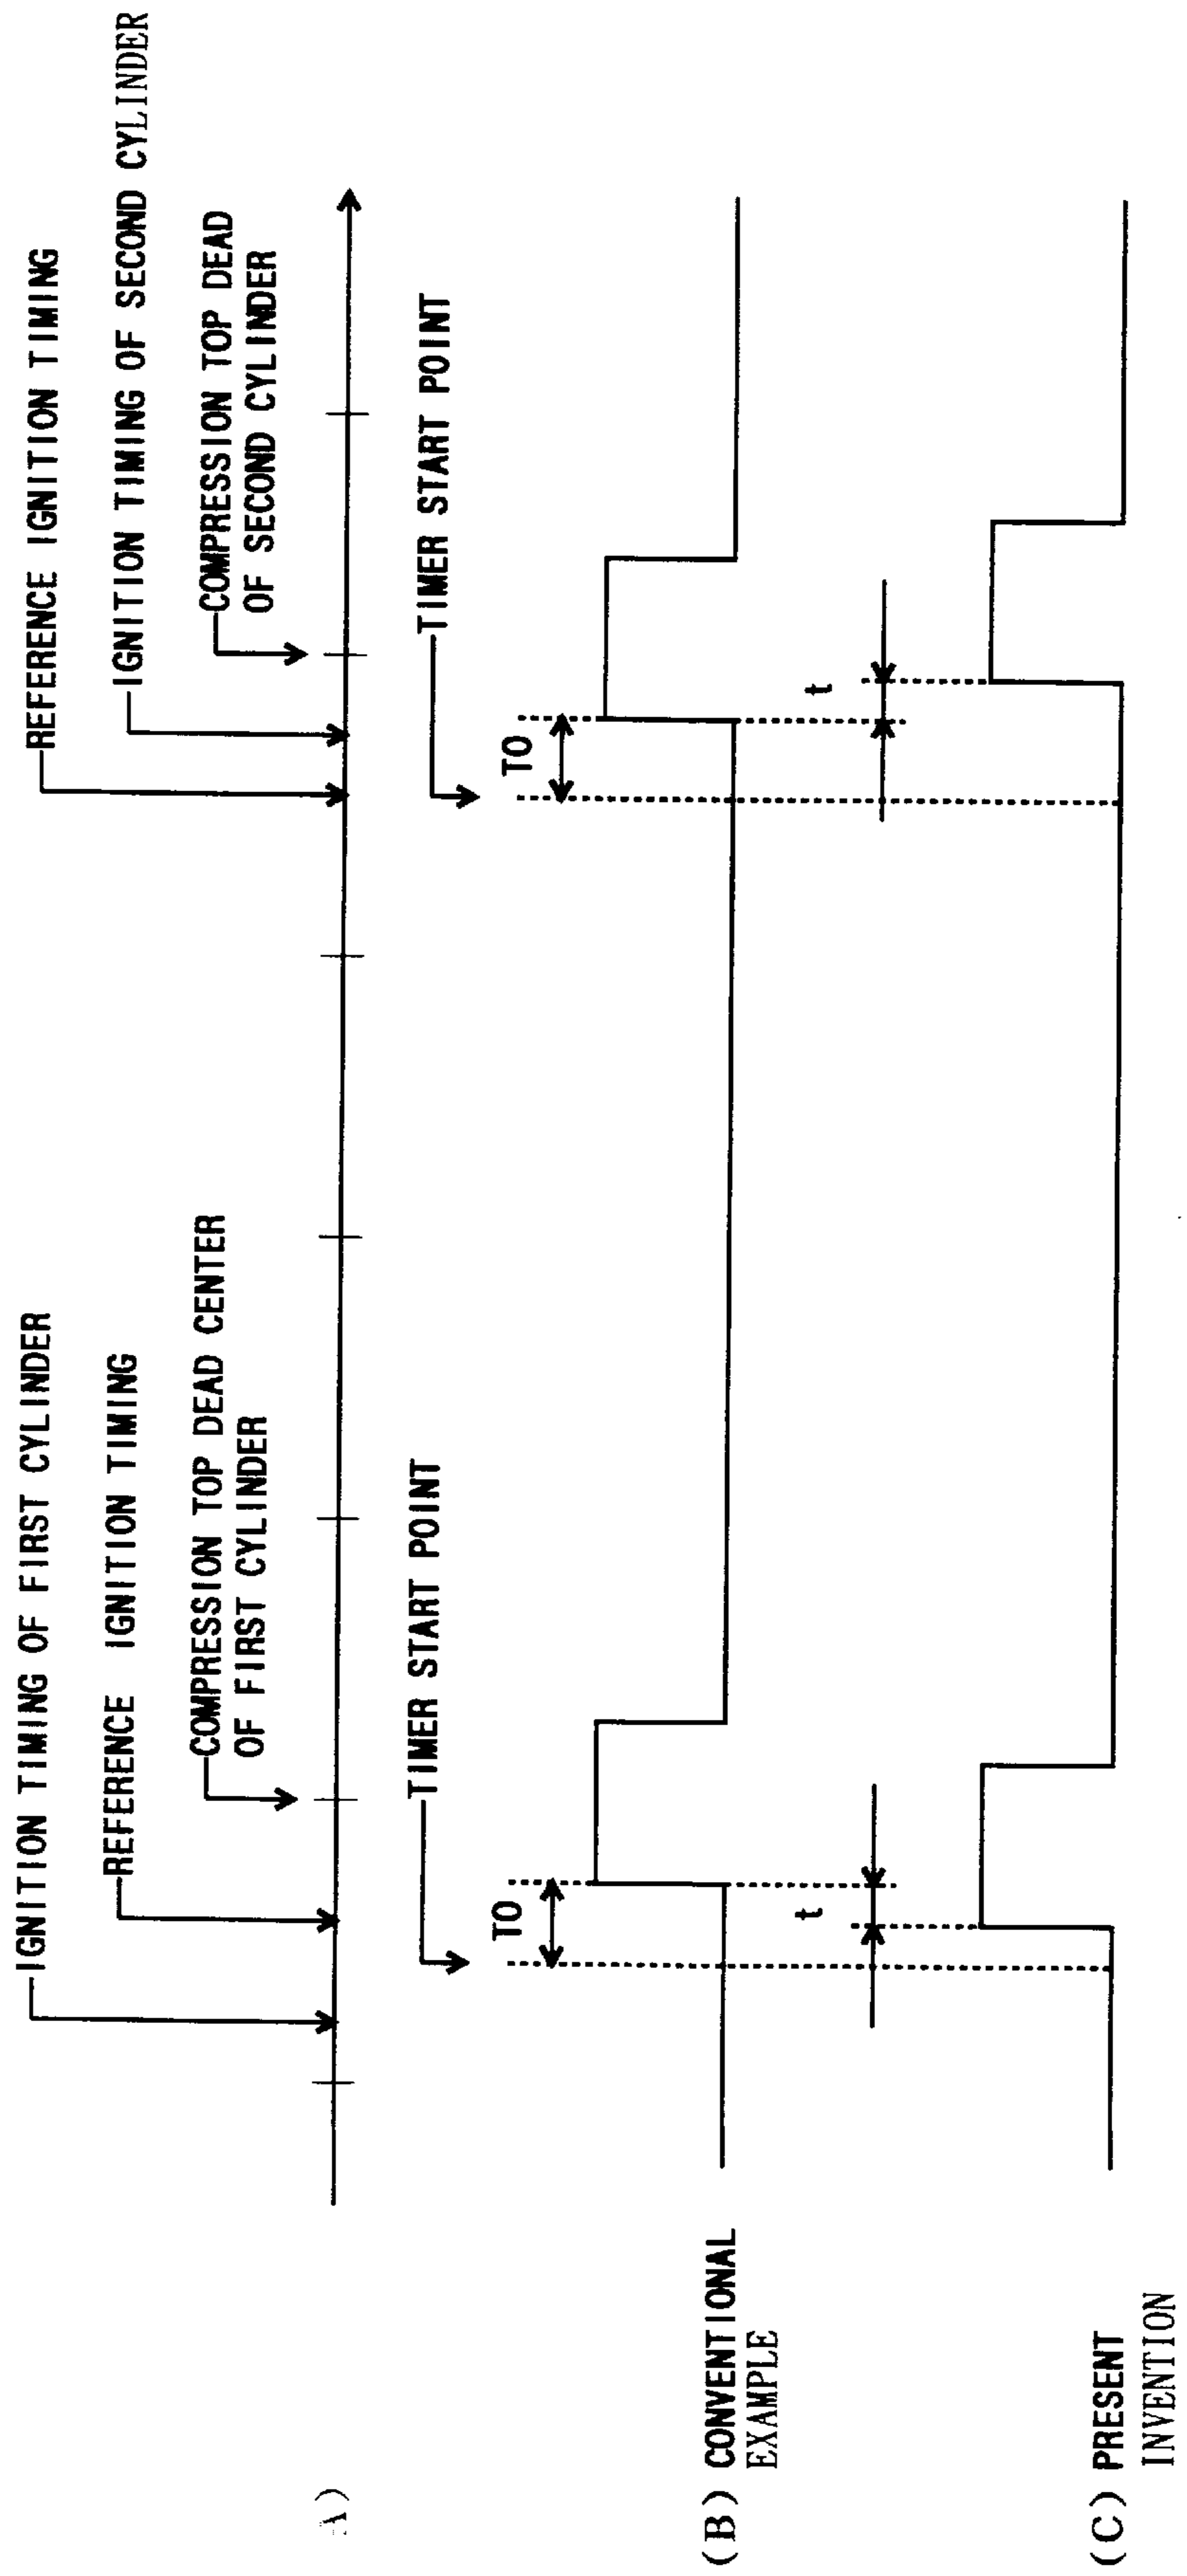 IGNITION TIMING OF FIRST CYLINDER
REFERENCE IGNITION TIMING
COMPRESSION TOP DEAD CENTER
OF FIRST CYLINDER
REFERENCE IGNITION TIMING
IGNITION TIMING OF SECOND CYLINDER
COMPRESSION TOP DEAD
OF SECOND CYLINDER
A)
TIMER START POINT
TIMER START POINT
T0
T0
(B) CONVENTIONAL
EXAMPLE
t
t
(C) PRESENT
INVENTION